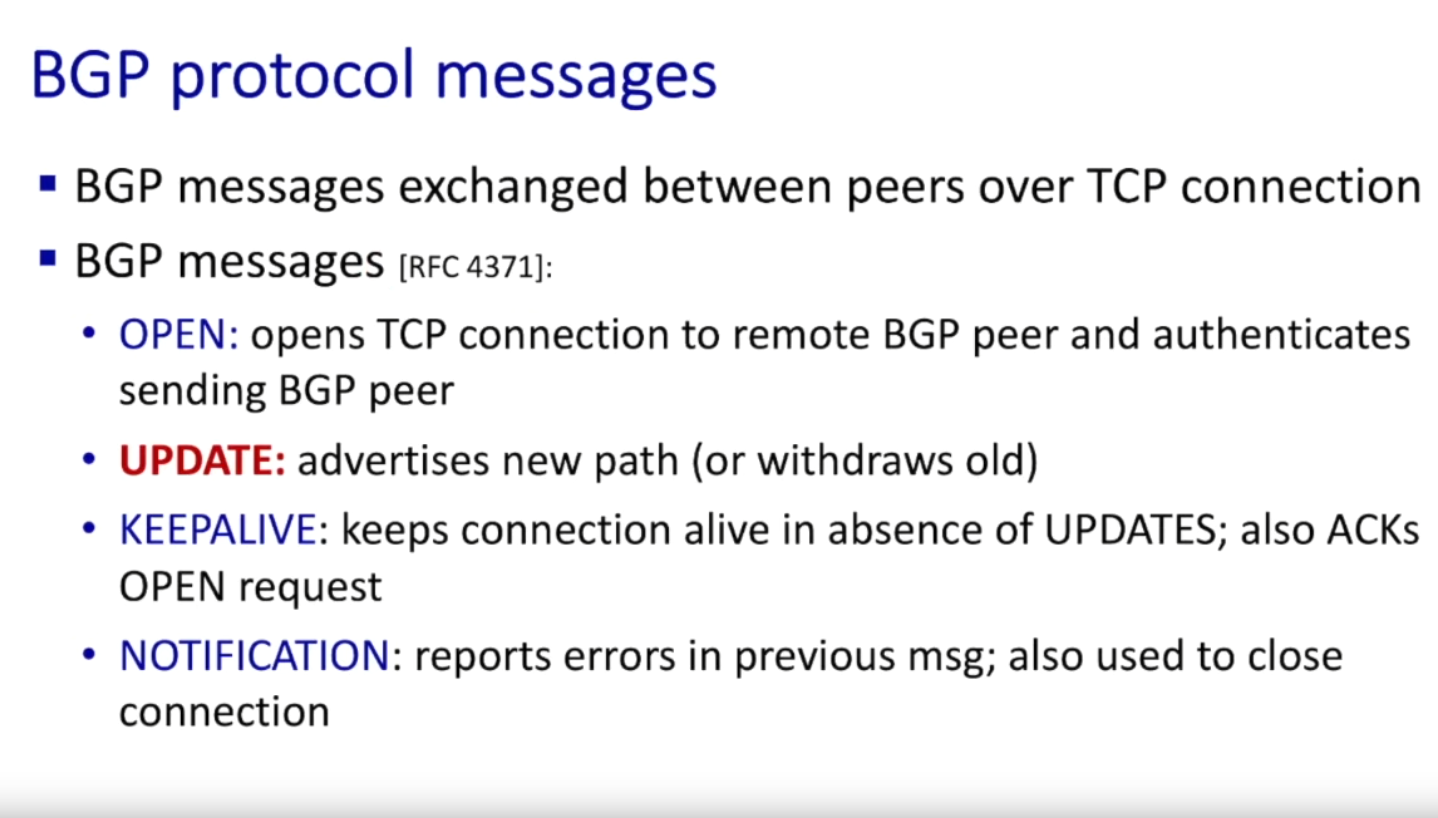 BGP protocol messages
▪ BGP messages exchanged between peers over TCP connection
▪ BGP messages [RFC 4371]:
• OPEN: opens TCP connection to remote BGP peer and authenticates
sending BGP peer
• UPDATE: advertises new path (or withdraws old)
• KEEPALIVE: keeps connection alive in absence of UPDATES; also ACKs
OPEN request
• NOTIFICATION: reports errors in previous msg; also used to close
connection